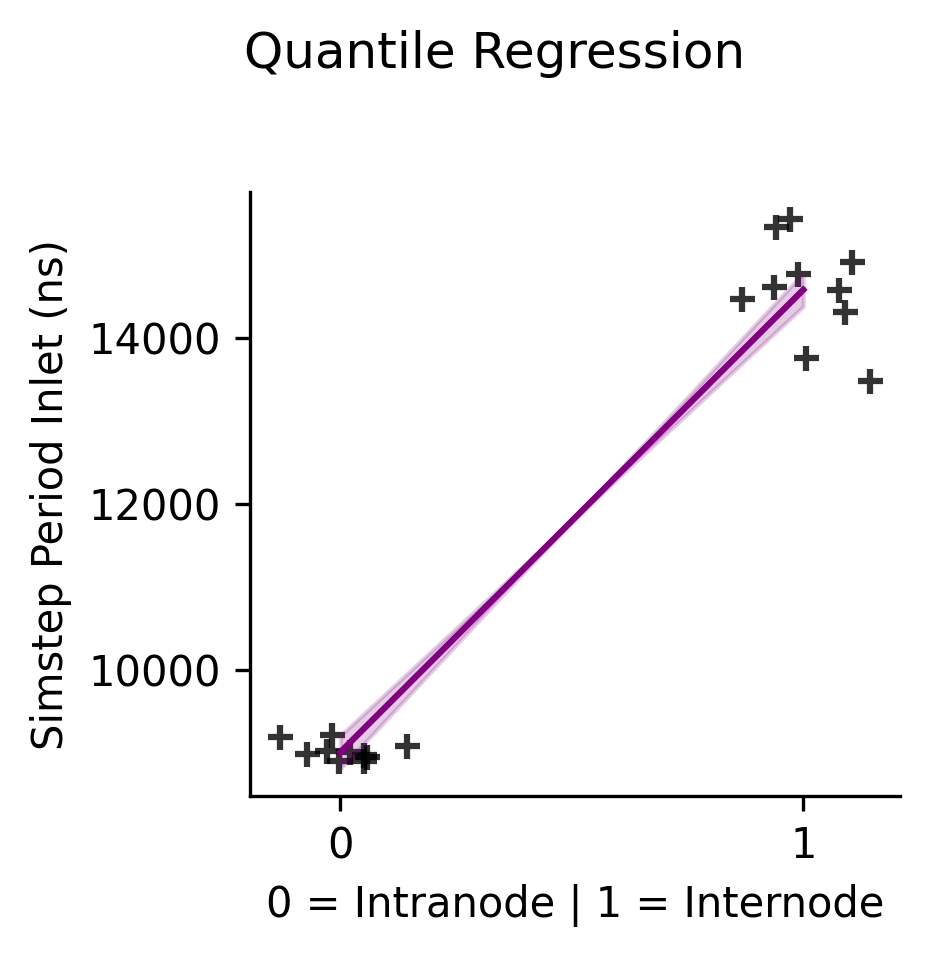 Quantile Regression
Simstep Period Inlet (ns)
14000
12000
10000
0
1
0 = Intranode | 1 = Internode